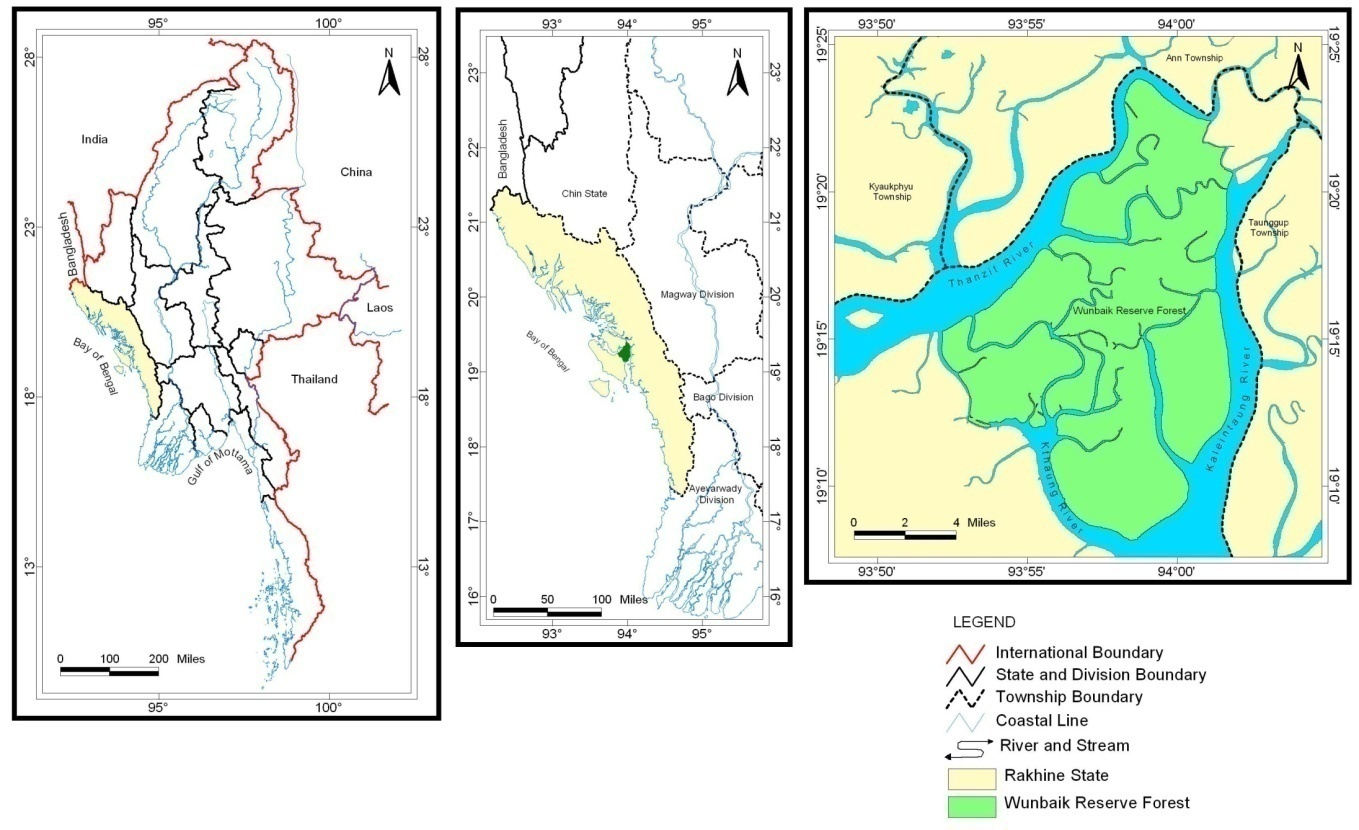 95°
100°
28°
28°
N
India
China
Bangladesh
23°
23°
Laos
Bay of Bengal
Thailand
18°
18°
Gulf of Mottama
13°
13°
0 100 200 Miles
95°
100°
93°
94°
95°
N
23°
23°
Bangladesh
22°
22°
Chin State
21°
21°
Magway Division
20°
20°
Bay of Bengal
19°
19°
Bago Division
18°
18°
Ayeyarwady
Division
17°
17°
0 50 100 Miles
16°
16°
93°
94°
95°
93°50'
93°55'
94°00'
19°25'
19°25'
Ann Township
N
Kyaukphyu
Township
19°20'
19°20'
Taunggup
Township
Thanzit River
Wunbaik Reserve Forest
19°15'
19°15'
Kaleintaung River
Kthaung River
19°10'
19°10'
0 2 4 Miles
93°50'
93°55'
94°00'
LEGEND
International Boundary
State and Division Boundary
Township Boundary
Coastal Line
River and Stream
Rakhine State
Wunbaik Reserve Forest